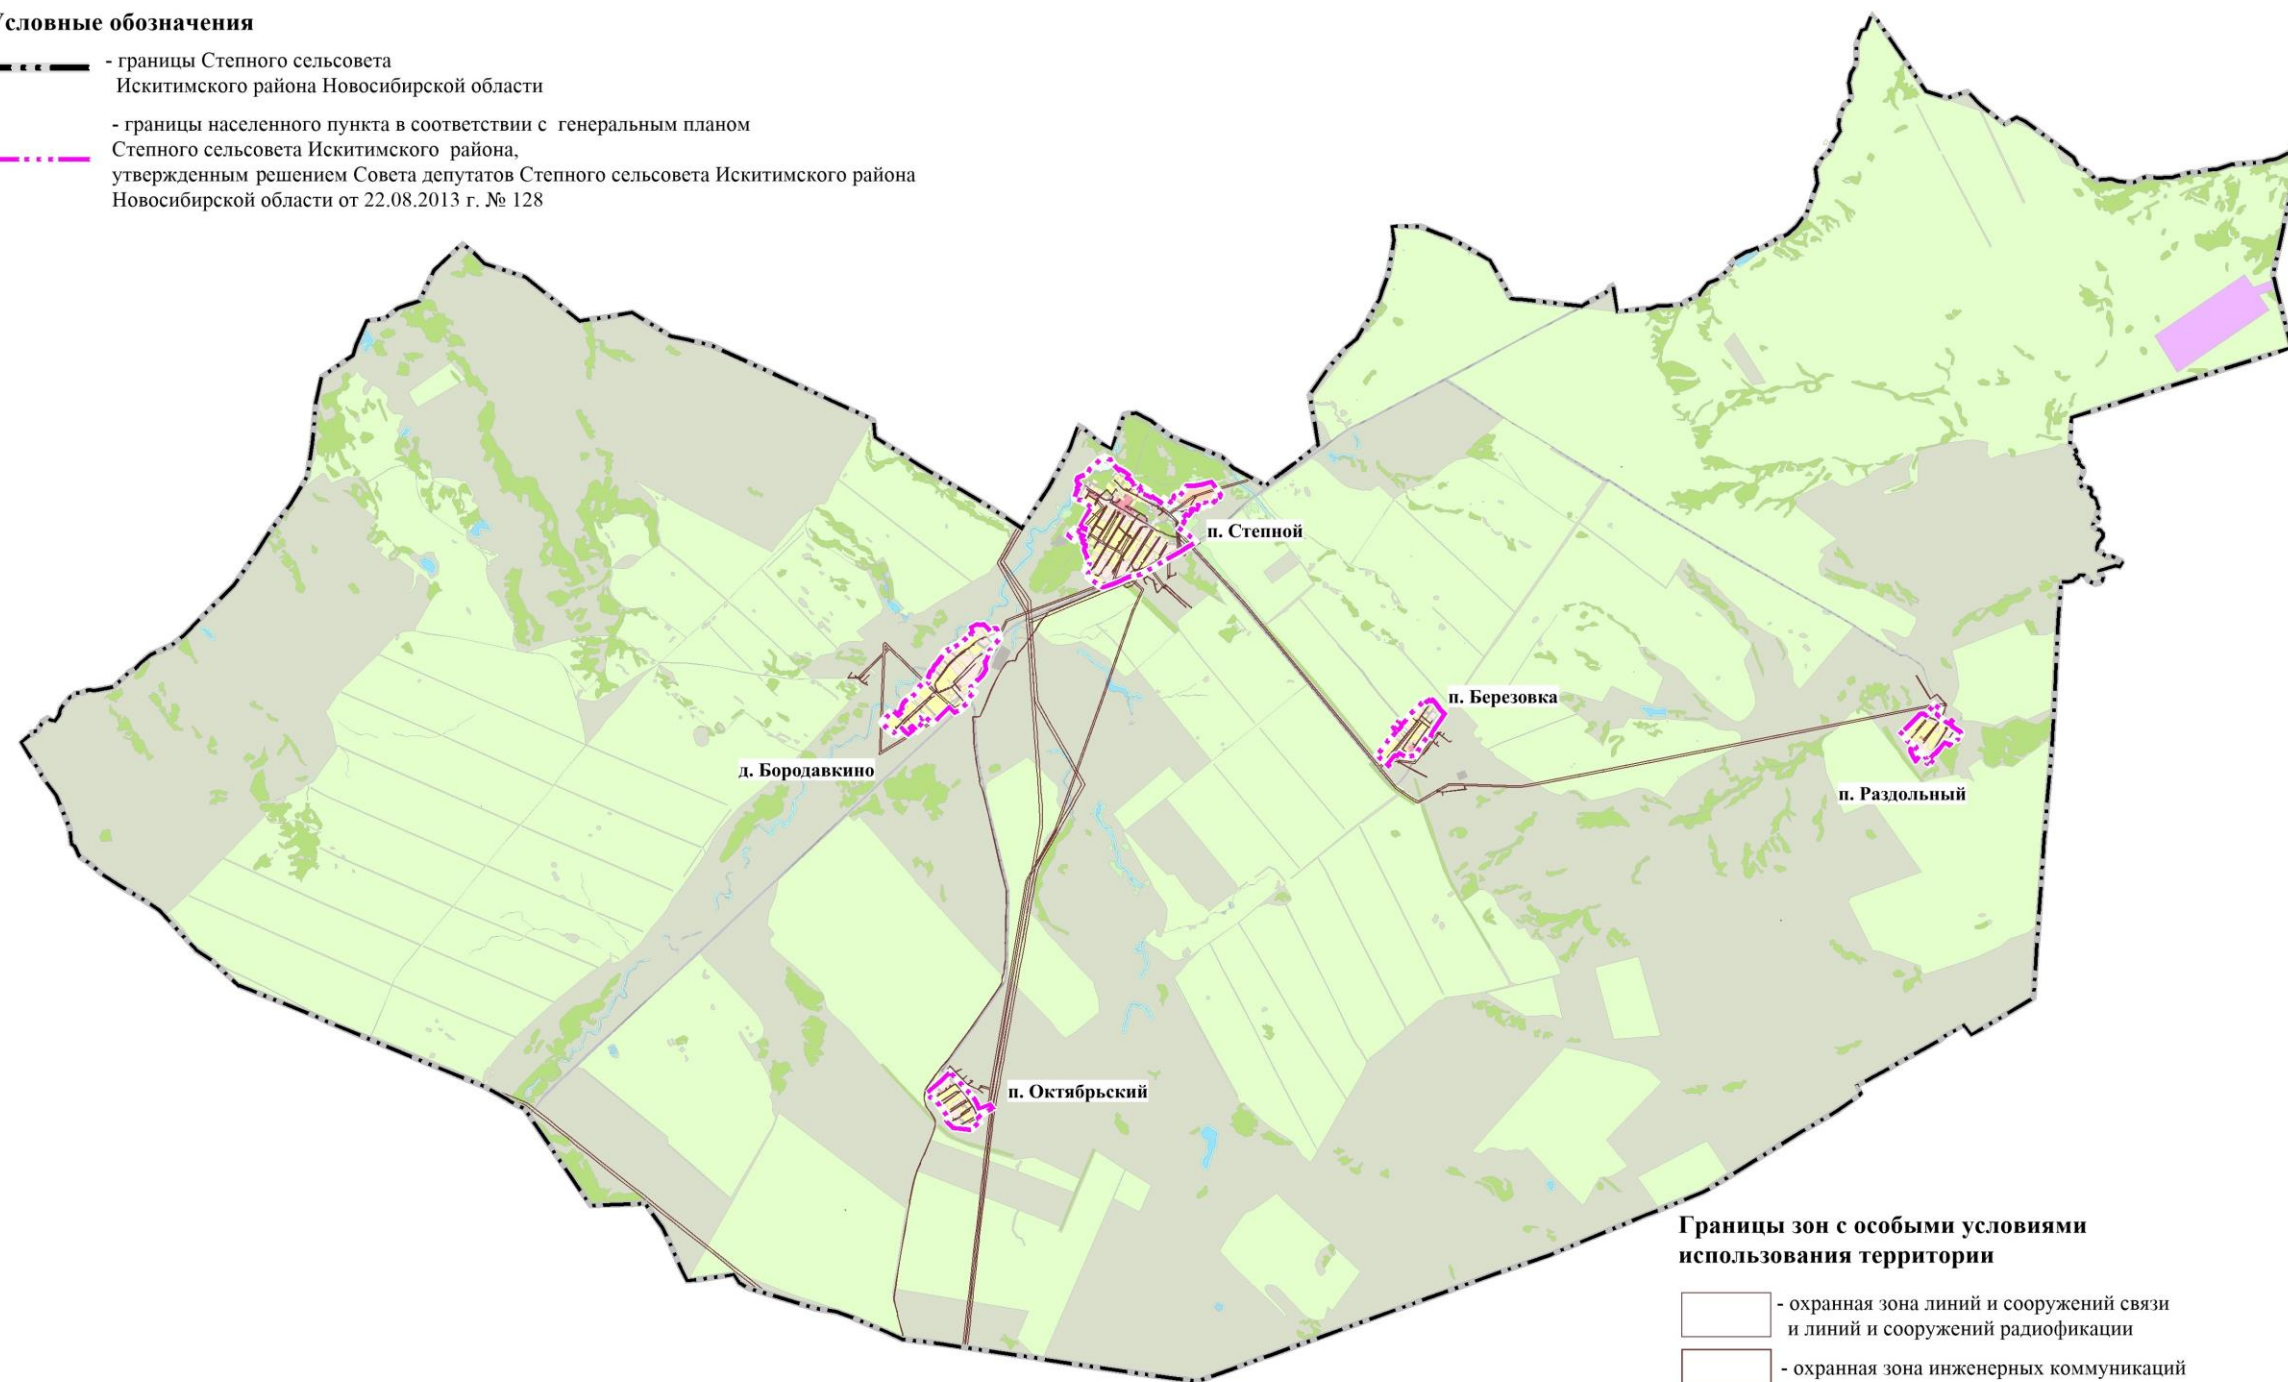 Условные обозначения
- границы Степного сельсовета
Искитимского района Новосибирской области
- границы населенного пункта в соответствии с генеральным планом
Степного сельсовета Искитимского района,
утвержденным решением Совета депутатов Степного сельсовета Искитимского района
Новосибирской области от 22.08.2013 г. № 128
п. Степной
п. Березовка
д. Бородавкино
п. Раздольный
п. Октябрьский
Границы зон с особыми условиями
использования территории
- охранная зона линий и сооружений связи
и линий и сооружений радиофикации
- охранная зона инженерных коммуникаций